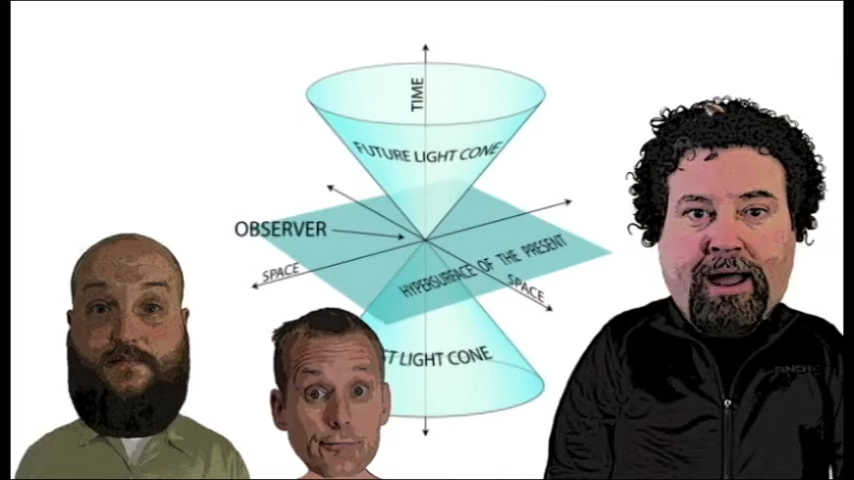 TIME
FUTURE LIGHT CONE
OBSERVER
HYPERSURFACE OF THE PRESENT
SPACE
SPACE
LIGHT CONE